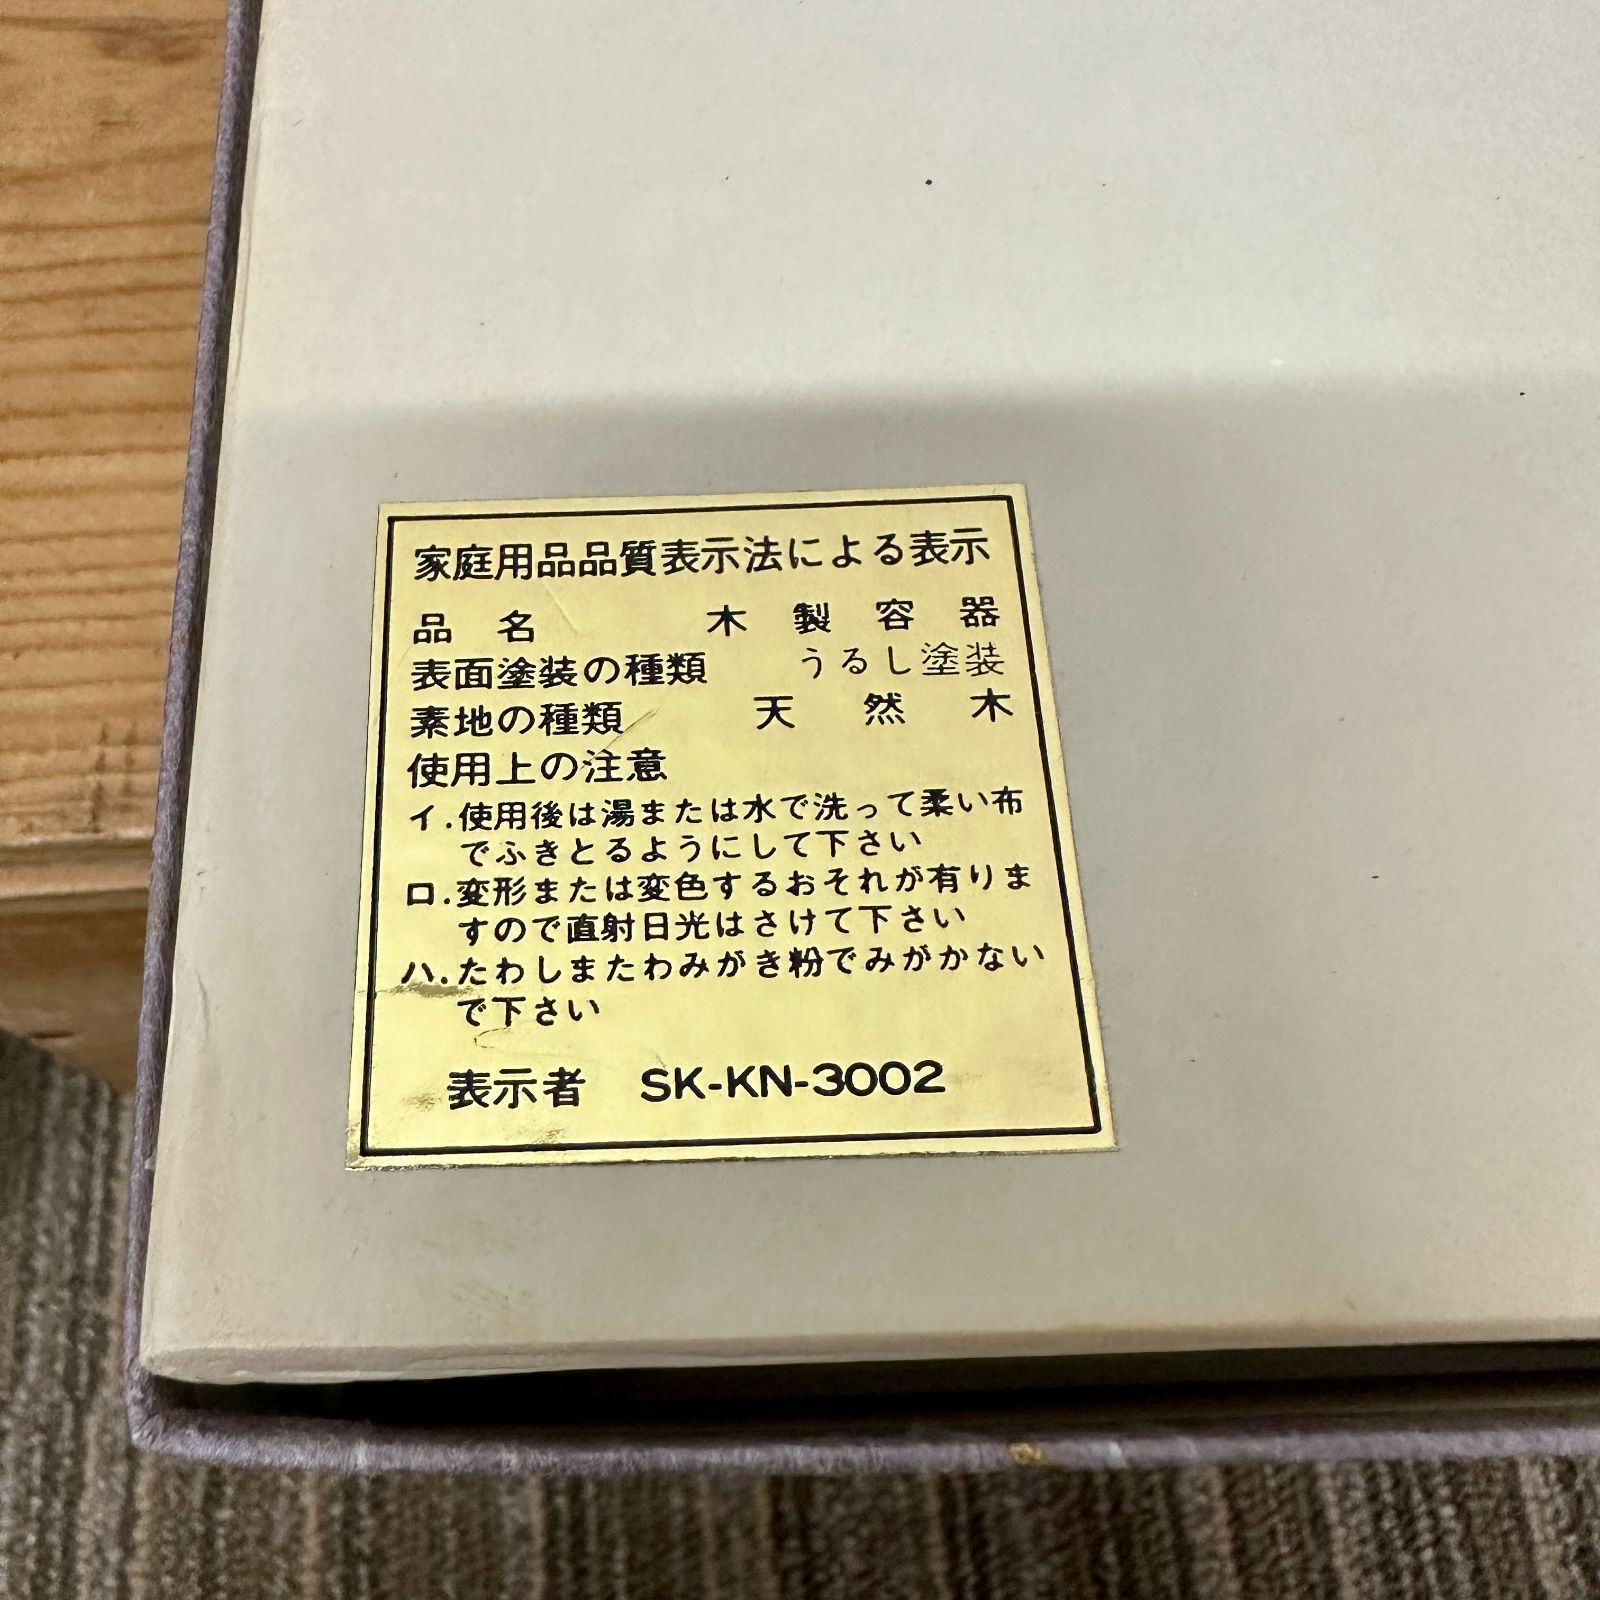 家庭用品品質表示法による表示
品名 木製容器
表面塗装の種類 うるし塗装
素地の種類 天然木
使用上の注意
イ.使用後は湯または水で洗って柔い布
でふきとるようにして下さい
ロ.変形または変色するおそれが有りま
すので直射日光はさけて下さい
ハ.たわしまたわみがき粉でみがかない
で下さい
表示者 SK-KN-3002